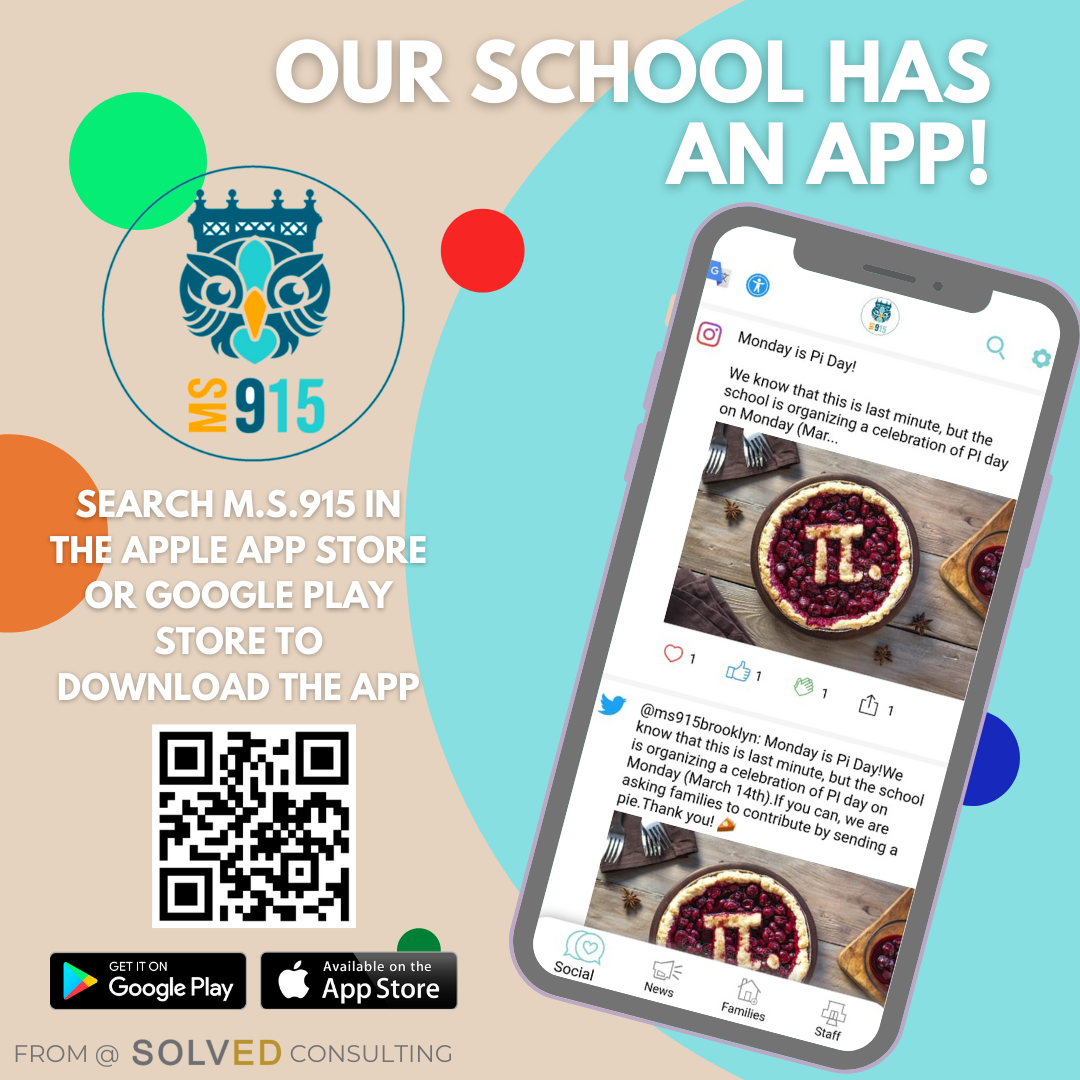 OUR SCHOOL HAS
AN APP!
MS
915
SEARCH M.S.915 IN
THE APPLE APP STORE
OR GOOGLE PLAY
STORE TO
DOWNLOAD THE APP
GET IT ON
Google Play
Available on the
App Store
FROM @ SOLVED CONSULTING
G
MS
915
Monday is Pi Day!
We know that this is last minute, but the
school is organizing a celebration of PI day
on Monday (Mar...
π.
1
1
1
1
@ms915brooklyn: Monday is Pi Day!We
know that this is last minute, but the school
is organizing a celebration of PI day on
Monday (March 14th).If you can, we are
asking families to contribute by sending a
pie.Thank you! 🥧
π.
Social
News
Families
Staff